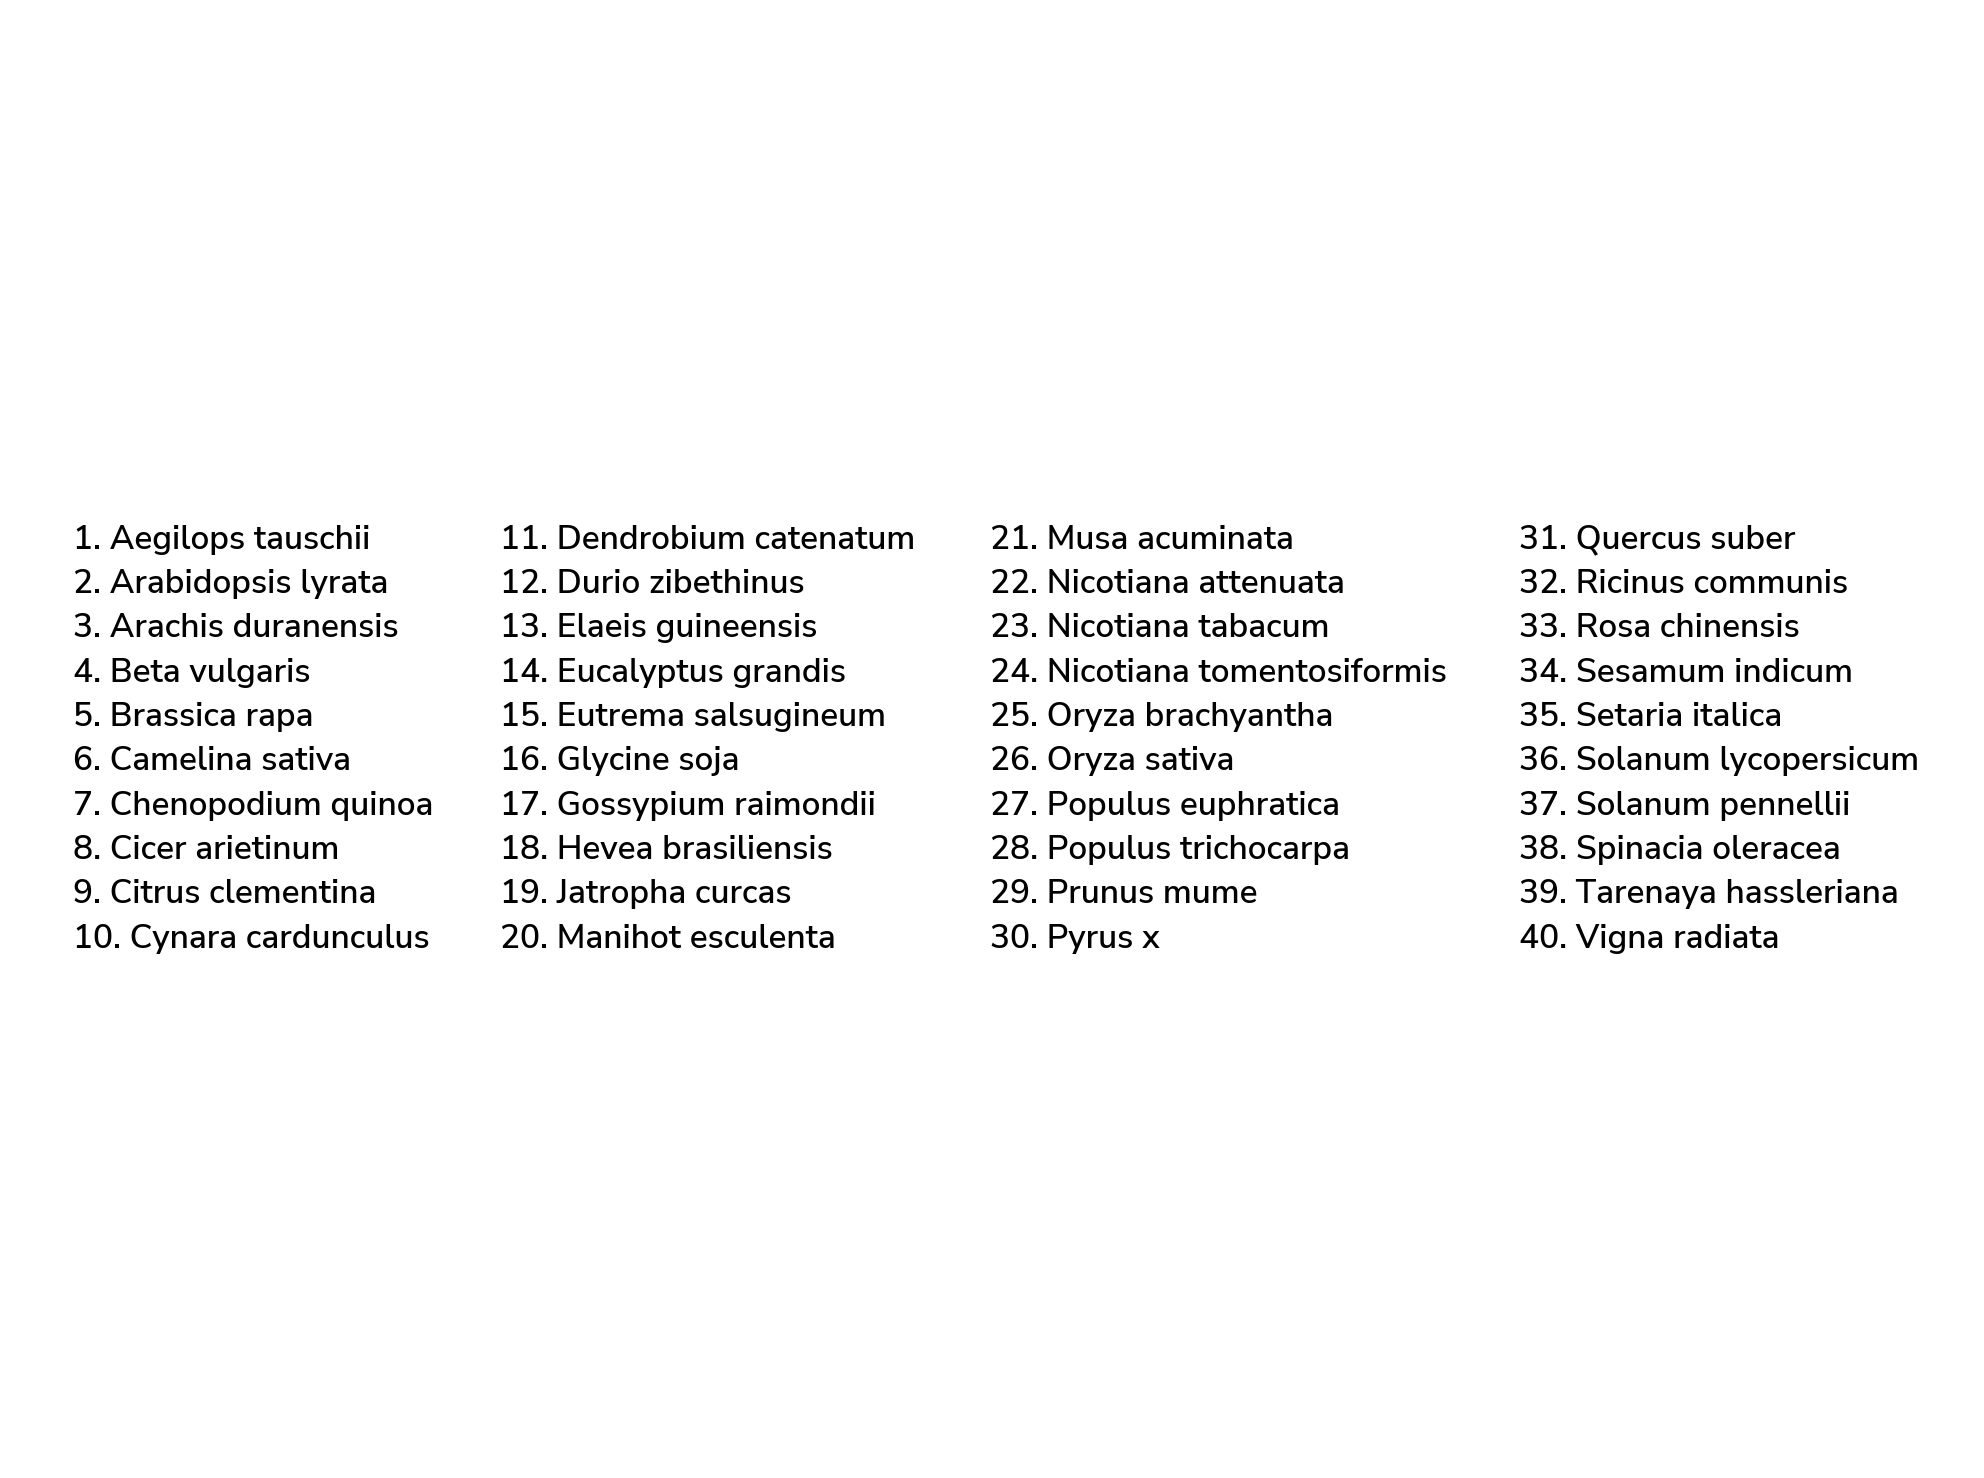 1. Aegilops tauschii
2. Arabidopsis lyrata
3. Arachis duranensis
4. Beta vulgaris
5. Brassica rapa
6. Camelina sativa
7. Chenopodium quinoa
8. Cicer arietinum
9. Citrus clementina
10. Cynara cardunculus
11. Dendrobium catenatum
12. Durio zibethinus
13. Elaeis guineensis
14. Eucalyptus grandis
15. Eutrema salsugineum
16. Glycine soja
17. Gossypium raimondii
18. Hevea brasiliensis
19. Jatropha curcas
20. Manihot esculenta
21. Musa acuminata
22. Nicotiana attenuata
23. Nicotiana tabacum
24. Nicotiana tomentosiformis
25. Oryza brachyantha
26. Oryza sativa
27. Populus euphratica
28. Populus trichocarpa
29. Prunus mume
30. Pyrus x
31. Quercus suber
32. Ricinus communis
33. Rosa chinensis
34. Sesamum indicum
35. Setaria italica
36. Solanum lycopersicum
37. Solanum pennellii
38. Spinacia oleracea
39. Tarenaya hassleriana
40. Vigna radiata